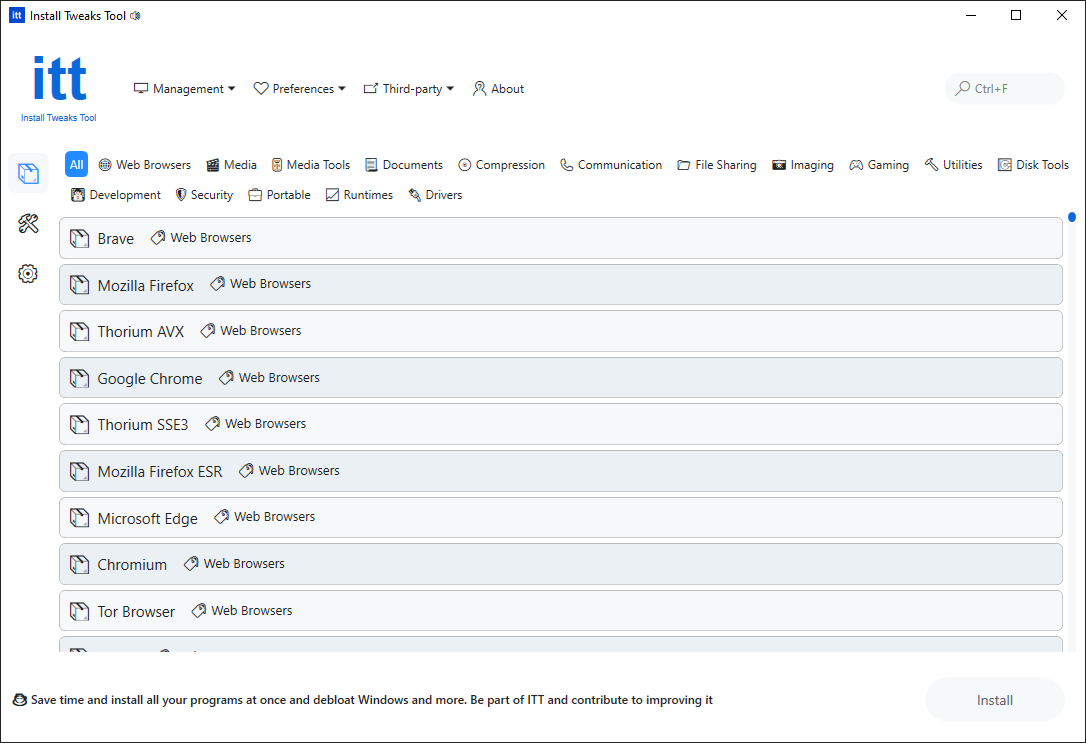 itt Install Tweaks Tool
itt
Install Tweaks Tool
Management Preferences Third-party About
Ctrl+F
All Web Browsers Media Media Tools Documents Compression Communication File Sharing Imaging Gaming Utilities Disk Tools
Development Security Portable Runtimes Drivers
Brave Web Browsers
Mozilla Firefox Web Browsers
Thorium AVX Web Browsers
Google Chrome Web Browsers
Thorium SSE3 Web Browsers
Mozilla Firefox ESR Web Browsers
Microsoft Edge Web Browsers
Chromium Web Browsers
Tor Browser Web Browsers
Save time and install all your programs at once and debloat Windows and more. Be part of ITT and contribute to improving it
Install